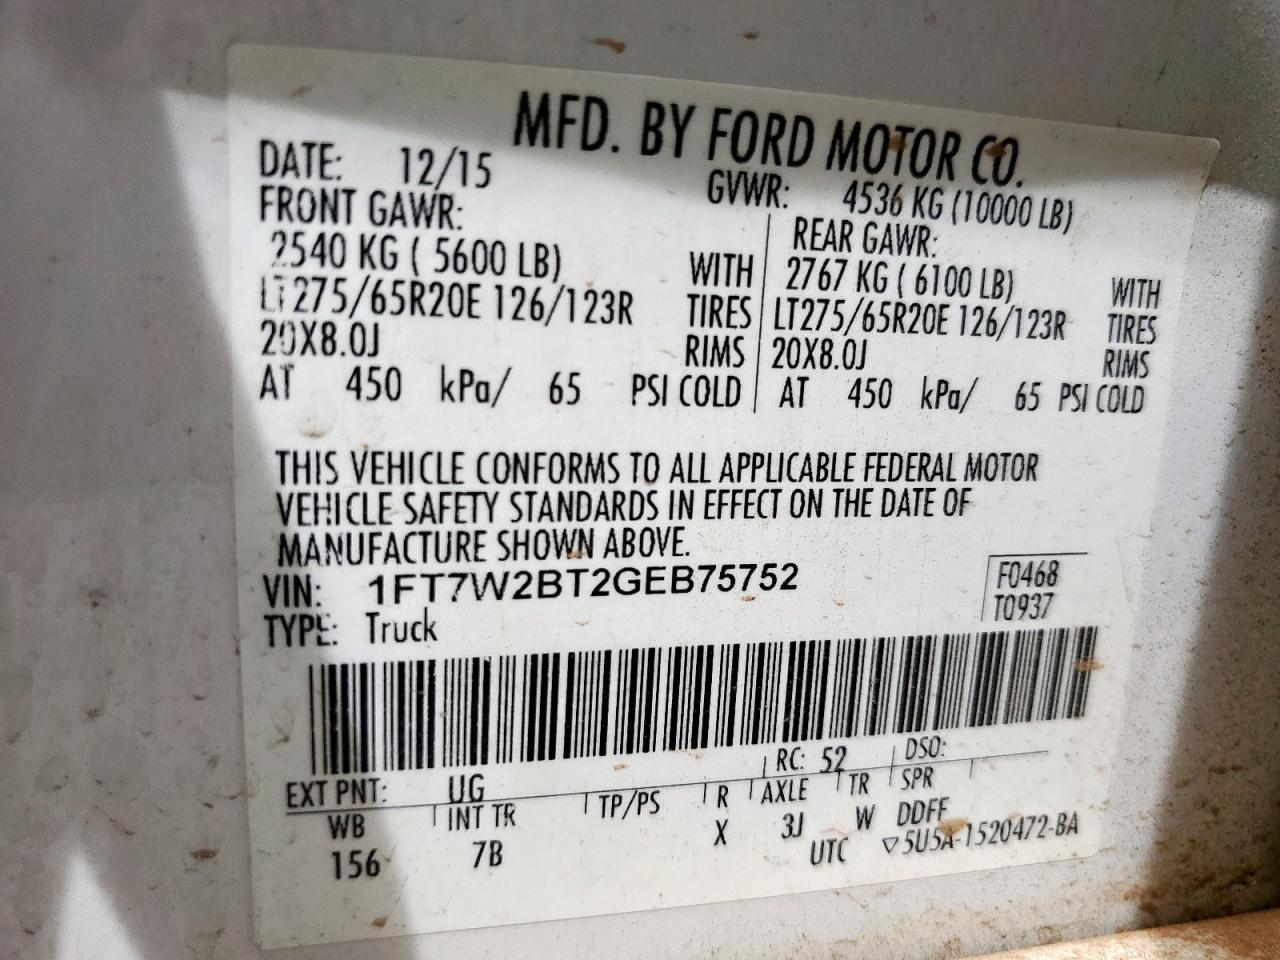 MFD. BY FORD MOTOR CO.
DATE: 12/15 GVWR: 4536 KG (10000 LB)
FRONT GAWR: REAR GAWR:
2540 KG ( 5600 LB) WITH 2767 KG ( 6100 LB) WITH
LT275/65R20E 126/123R TIRES LT275/65R20E 126/123R TIRES
20X8.0J RIMS 20X8.0J RIMS
AT 450 kPa/ 65 PSI COLD AT 450 kPa/ 65 PSI COLD
THIS VEHICLE CONFORMS TO ALL APPLICABLE FEDERAL MOTOR
VEHICLE SAFETY STANDARDS IN EFFECT ON THE DATE OF
MANUFACTURE SHOWN ABOVE.
VIN: 1FT7W2BT2GEB75752 F0468
TYPE: Truck T0937
EXT PNT: UG RC: 52 DSO:
WB INT TR TP/PS R AXLE TR SPR
156 7B X 3J W DDFF
UTC ▽5U5A-1520472-BA